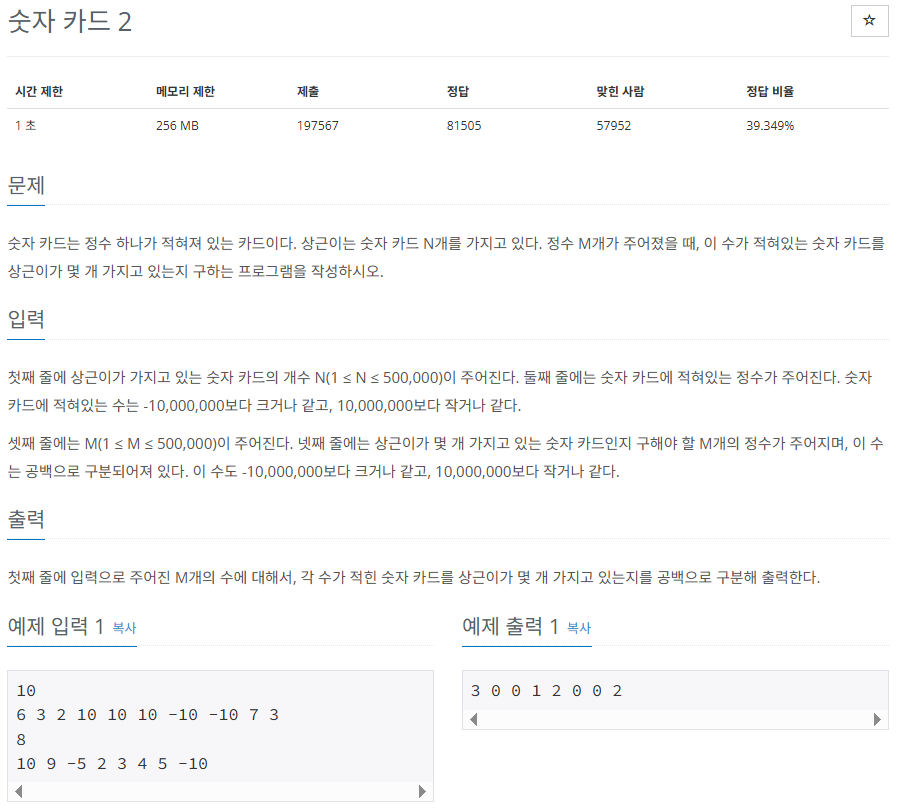 숫자 카드 2
☆
시간 제한 메모리 제한 제출 정답 맞힌 사람 정답 비율
1 초 256 MB 197567 81505 57952 39.349%
문제
숫자 카드는 정수 하나가 적혀져 있는 카드이다. 상근이는 숫자 카드 N개를 가지고 있다. 정수 M개가 주어졌을 때, 이 수가 적혀있는 숫자 카드를
상근이가 몇 개 가지고 있는지 구하는 프로그램을 작성하시오.
입력
첫째 줄에 상근이가 가지고 있는 숫자 카드의 개수 N(1 ≤ N ≤ 500,000)이 주어진다. 둘째 줄에는 숫자 카드에 적혀있는 정수가 주어진다. 숫자
카드에 적혀있는 수는 -10,000,000보다 크거나 같고, 10,000,000보다 작거나 같다.
셋째 줄에는 M(1 ≤ M ≤ 500,000)이 주어진다. 넷째 줄에는 상근이가 몇 개 가지고 있는 숫자 카드인지 구해야 할 M개의 정수가 주어지며, 이 수
는 공백으로 구분되어져 있다. 이 수도 -10,000,000보다 크거나 같고, 10,000,000보다 작거나 같다.
출력
첫째 줄에 입력으로 주어진 M개의 수에 대해서, 각 수가 적힌 숫자 카드를 상근이가 몇 개 가지고 있는지를 공백으로 구분해 출력한다.
예제 입력 1 복사
10
6 3 2 10 10 10 -10 -10 7 3
8
10 9 -5 2 3 4 5 -10
예제 출력 1 복사
3 0 0 1 2 0 0 2